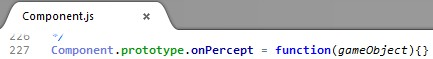 Component.js ×
226 */
227 Component.prototype.onPercept = function(gameObject){}